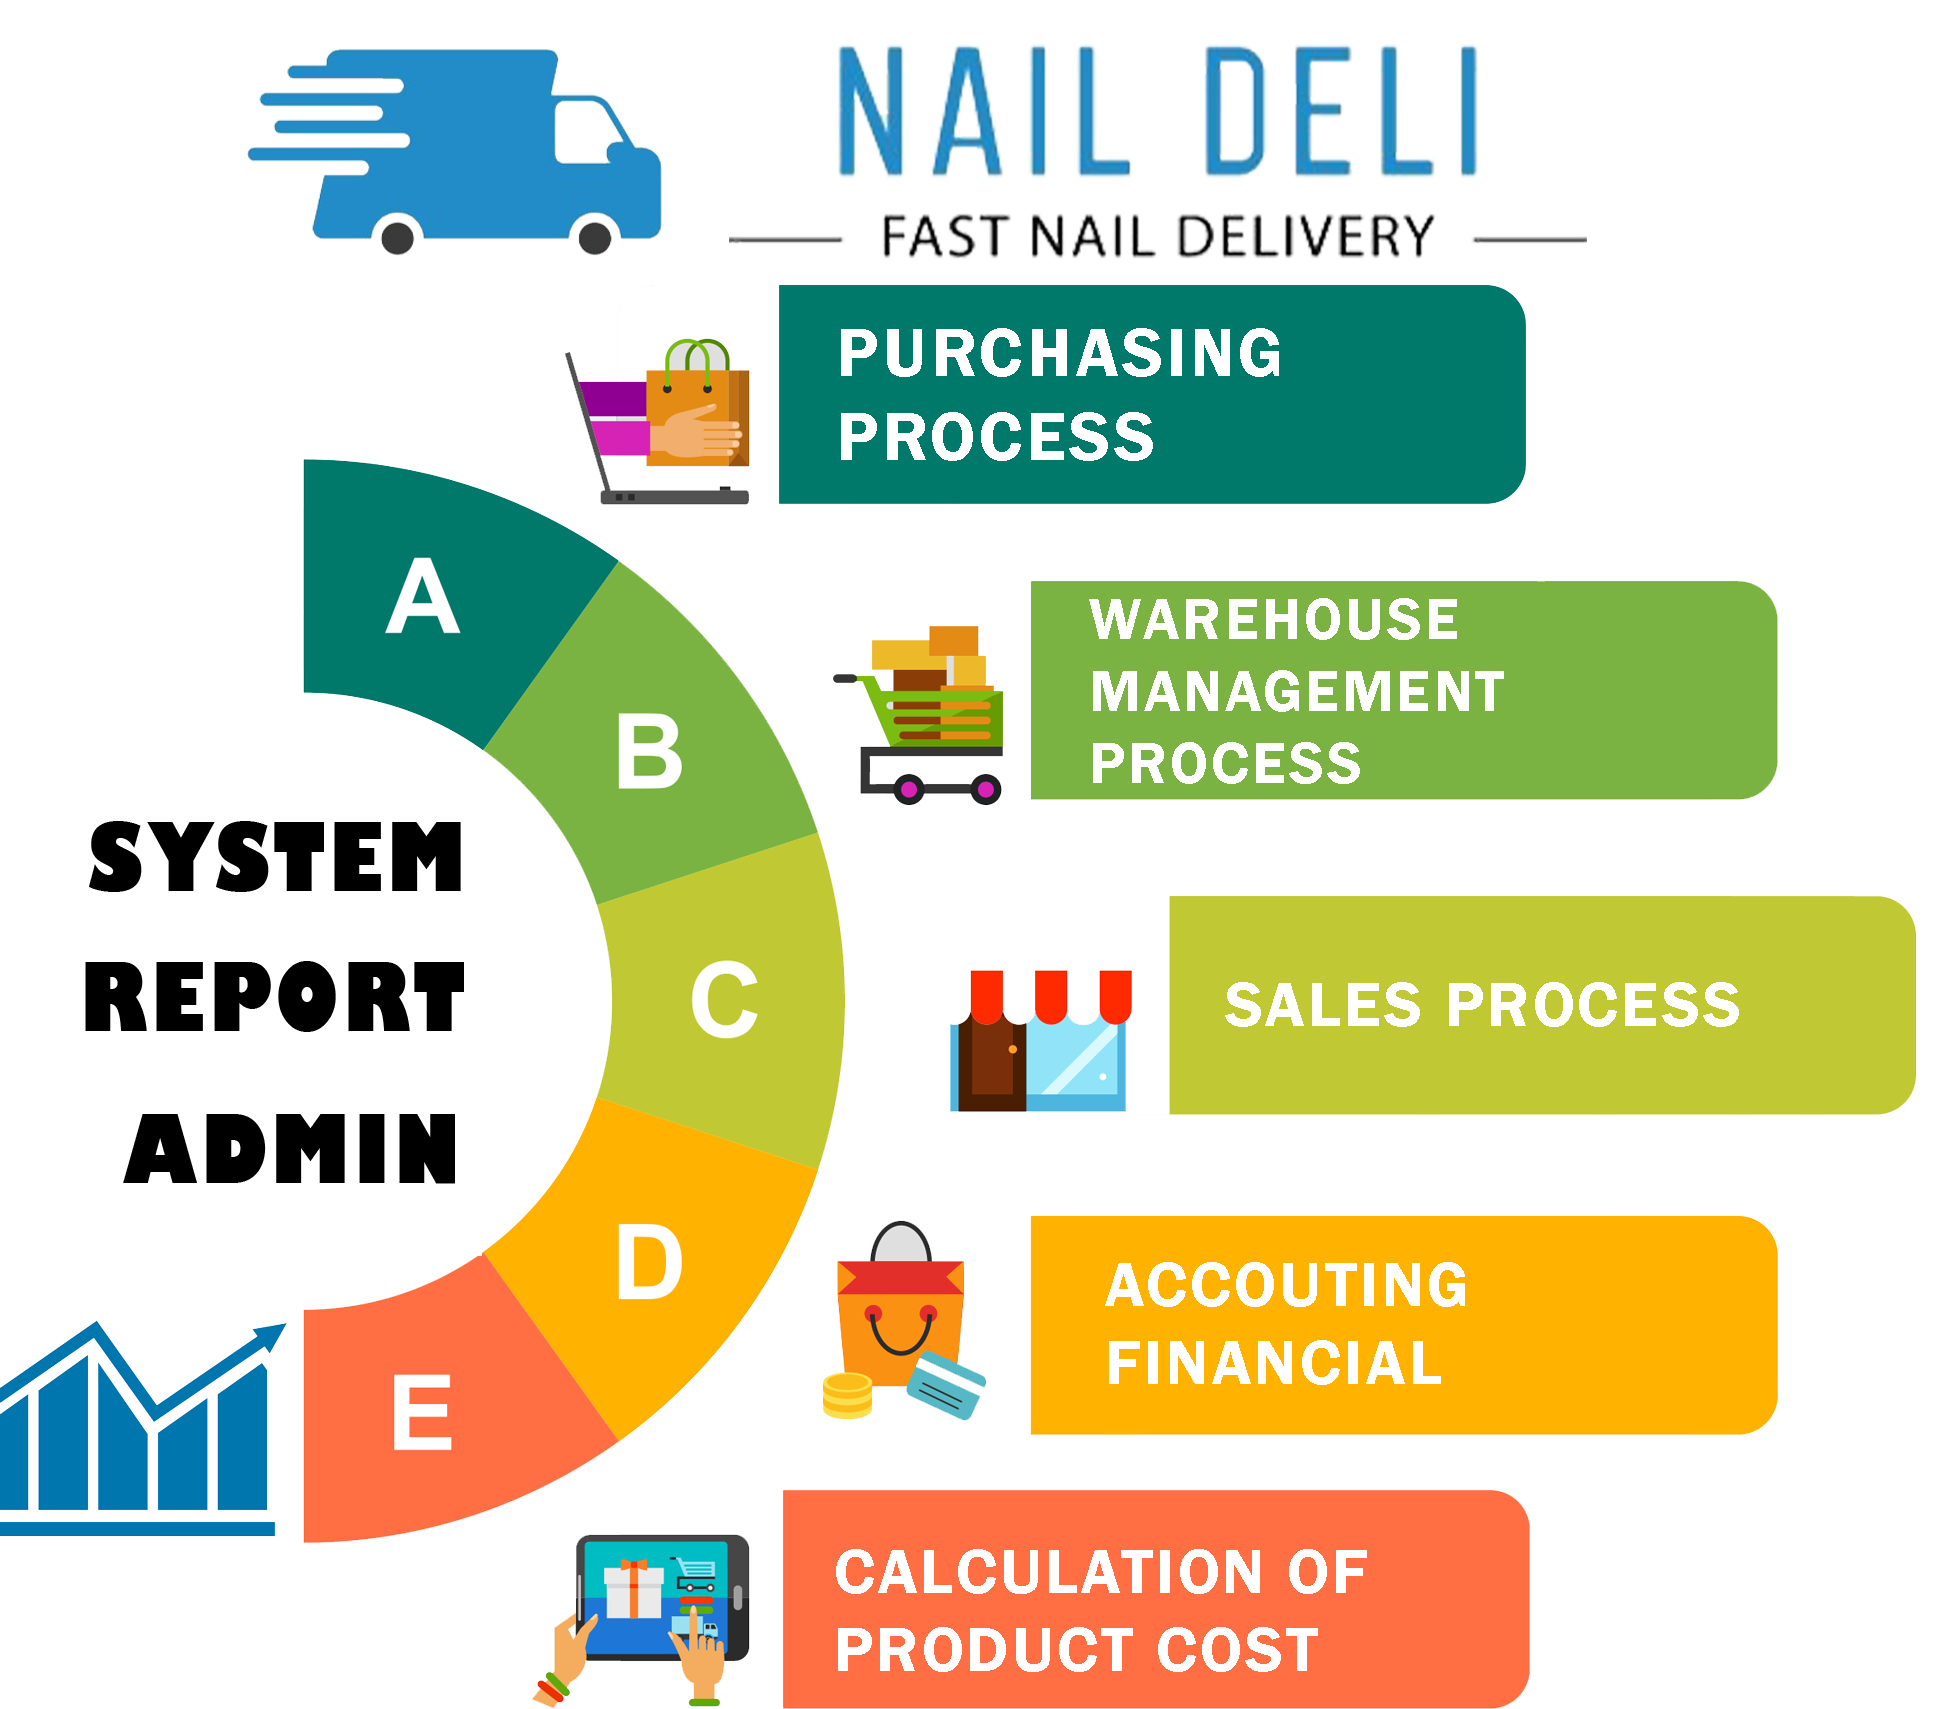 NAIL DELI
FAST NAIL DELIVERY
PURCHASING
PROCESS
A
WAREHOUSE
MANAGEMENT
PROCESS
B
SYSTEM
REPORT
ADMIN
C
SALES PROCESS
D
ACCOUTING
FINANCIAL
E
CALCULATION OF
PRODUCT COST